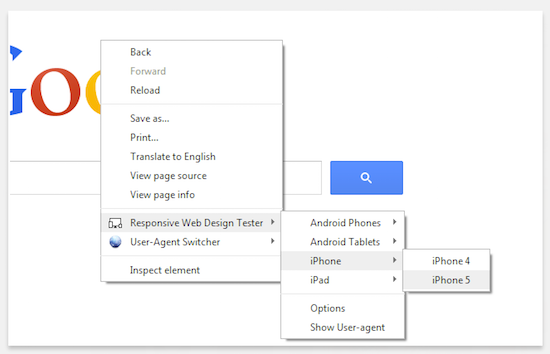 Goo
Back
Forward
Reload
Save as...
Print...
Translate to English
View page source
View page info
Responsive Web Design Tester
User-Agent Switcher
Inspect element
Android Phones
Android Tablets
iPhone
iPad
Options
Show User-agent
iPhone 4
iPhone 5